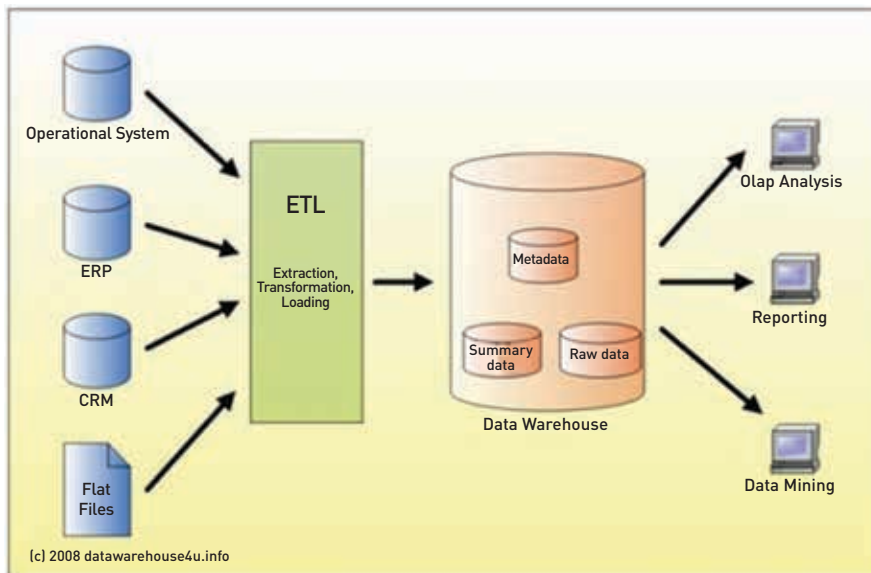 Operational System
ERP
CRM
Flat
Files
ETL
Extraction,
Transformation,
Loading
Metadata
Summary
data
Raw data
Data Warehouse
Olap Analysis
Reporting
Data Mining
(c) 2008 datawarehouse4u.info